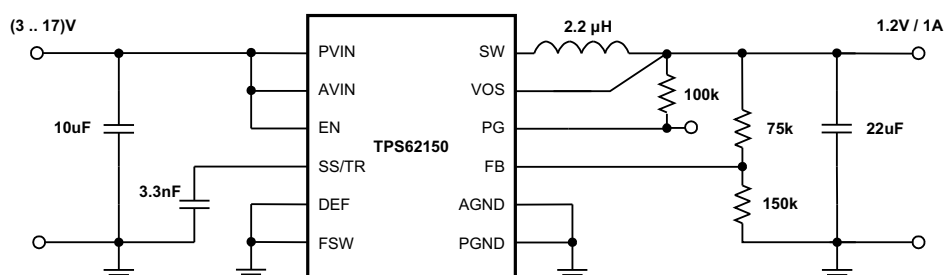 (3 .. 17)V
10uF
3.3nF
PVIN
AVIN
EN
SS/TR
DEF
FSW
TPS62150
SW
VOS
PG
FB
AGND
PGND
2.2 µH
100k
75k
150k
22uF
1.2V / 1A